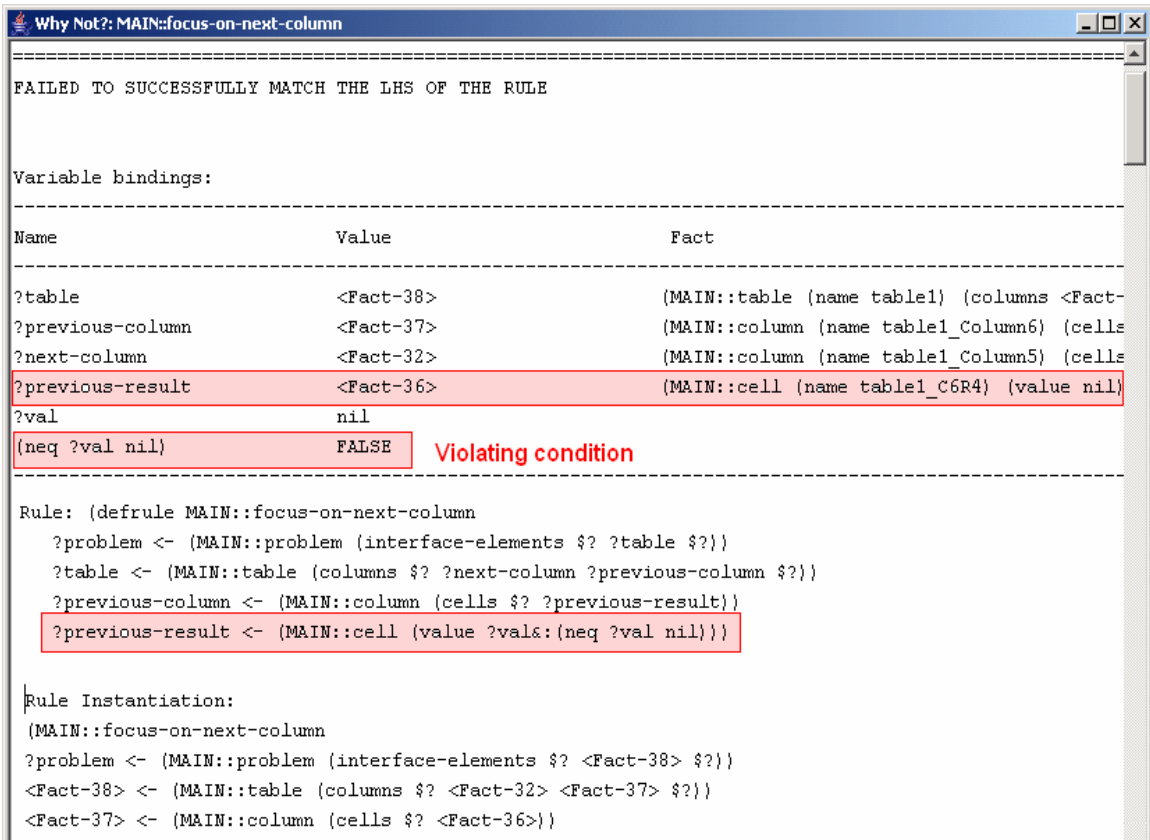 Why Not?: MAIN::focus-on-next-column
================================================================================
FAILED TO SUCCESSFULLY MATCH THE LHS OF THE RULE
Variable bindings:
--------------------------------------------------------------------------------
Name Value Fact
--------------------------------------------------------------------------------
?table <Fact-38> (MAIN::table (name table1) (columns <Fact-
?previous-column <Fact-37> (MAIN::column (name table1_Column6) (cells
?next-column <Fact-32> (MAIN::column (name table1_Column5) (cells
?previous-result <Fact-36> (MAIN::cell (name table1_C6R4) (value nil)
?val nil
(neq ?val nil) FALSE Violating condition
--------------------------------------------------------------------------------
Rule: (defrule MAIN::focus-on-next-column
?problem <- (MAIN::problem (interface-elements $? ?table $?))
?table <- (MAIN::table (columns $? ?next-column ?previous-column $?))
?previous-column <- (MAIN::column (cells $? ?previous-result))
?previous-result <- (MAIN::cell (value ?val&:(neq ?val nil)))
Rule Instantiation:
(MAIN::focus-on-next-column
?problem <- (MAIN::problem (interface-elements $? <Fact-38> $?))
<Fact-38> <- (MAIN::table (columns $? <Fact-32> <Fact-37> $?))
<Fact-37> <- (MAIN::column (cells $? <Fact-36>))